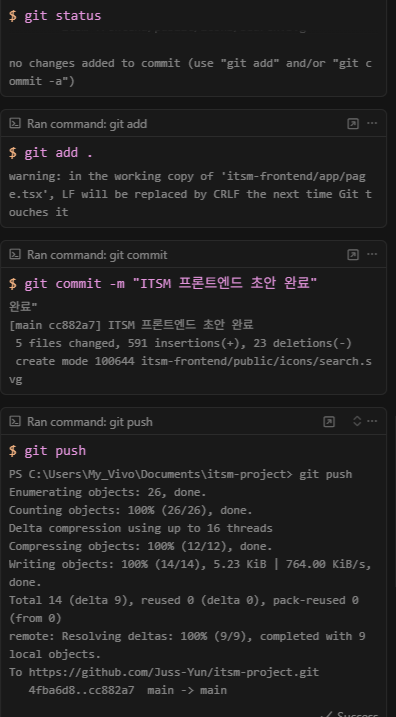 $ git status
no changes added to commit (use "git add" and/or "git c
ommit -a")
Ran command: git add
$ git add .
warning: in the working copy of 'itsm-frontend/app/pag
e.tsx', LF will be replaced by CRLF the next time Git t
ouches it
Ran command: git commit
$ git commit -m "ITSM 프론트엔드 초안 완료"
완료"
[main cc882a7] ITSM 프론트엔드 초안 완료
5 files changed, 591 insertions(+), 23 deletions(-)
create mode 100644 itsm-frontend/public/icons/search.s
vg
Ran command: git push
$ git push
PS C:\Users\My_Vivo\Documents\itsm-project> git push
Enumerating objects: 26, done.
Counting objects: 100% (26/26), done.
Delta compression using up to 16 threads
Compressing objects: 100% (12/12), done.
Writing objects: 100% (14/14), 5.23 KiB | 764.00 KiB/s,
done.
Total 14 (delta 9), reused 0 (delta 0), pack-reused 0
(from 0)
remote: Resolving deltas: 100% (9/9), completed with 9
local objects.
To https://github.com/Juss-Yun/itsm-project.git
4fba6d8..cc882a7  main -> main
✓ Success